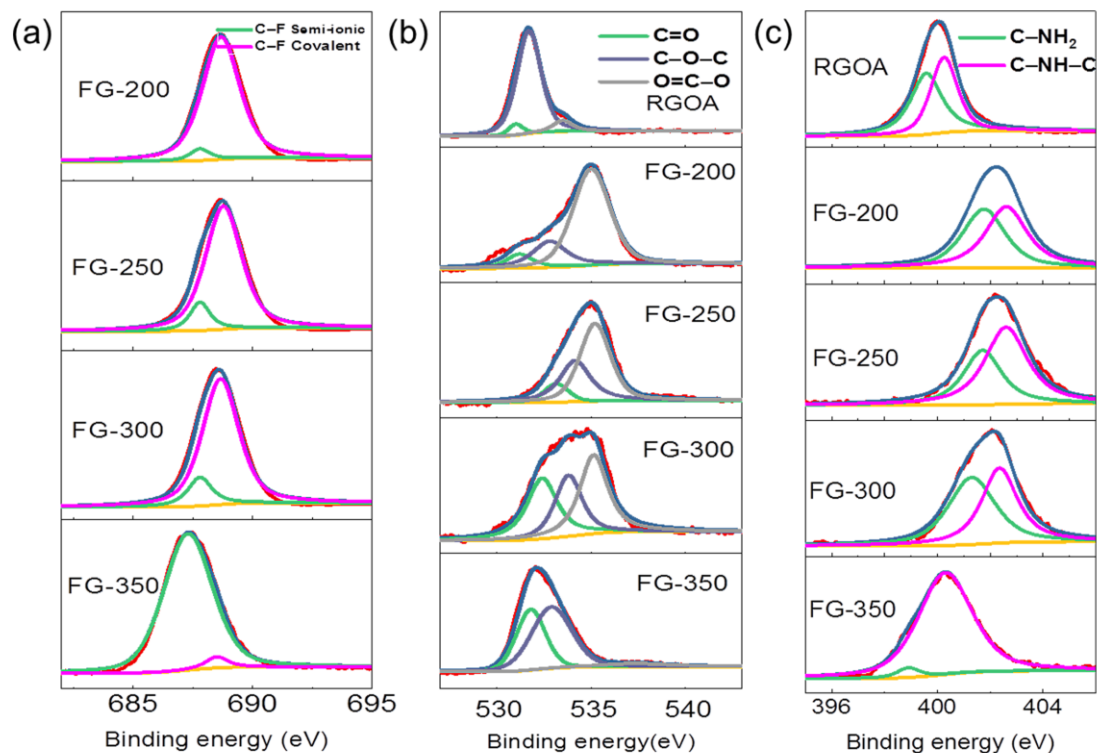 (a)
C–F Semi-ionic
C–F Covalent
FG-200
FG-250
FG-300
FG-350
685 690 695
Binding energy (eV)
(b)
C=O
C–O–C
O=C–O
RGOA
FG-200
FG-250
FG-300
FG-350
530 535 540
Binding energy(eV)
(c)
C–NH₂
C–NH–C
RGOA
FG-200
FG-250
FG-300
FG-350
396 400 404
Binding energy (eV)